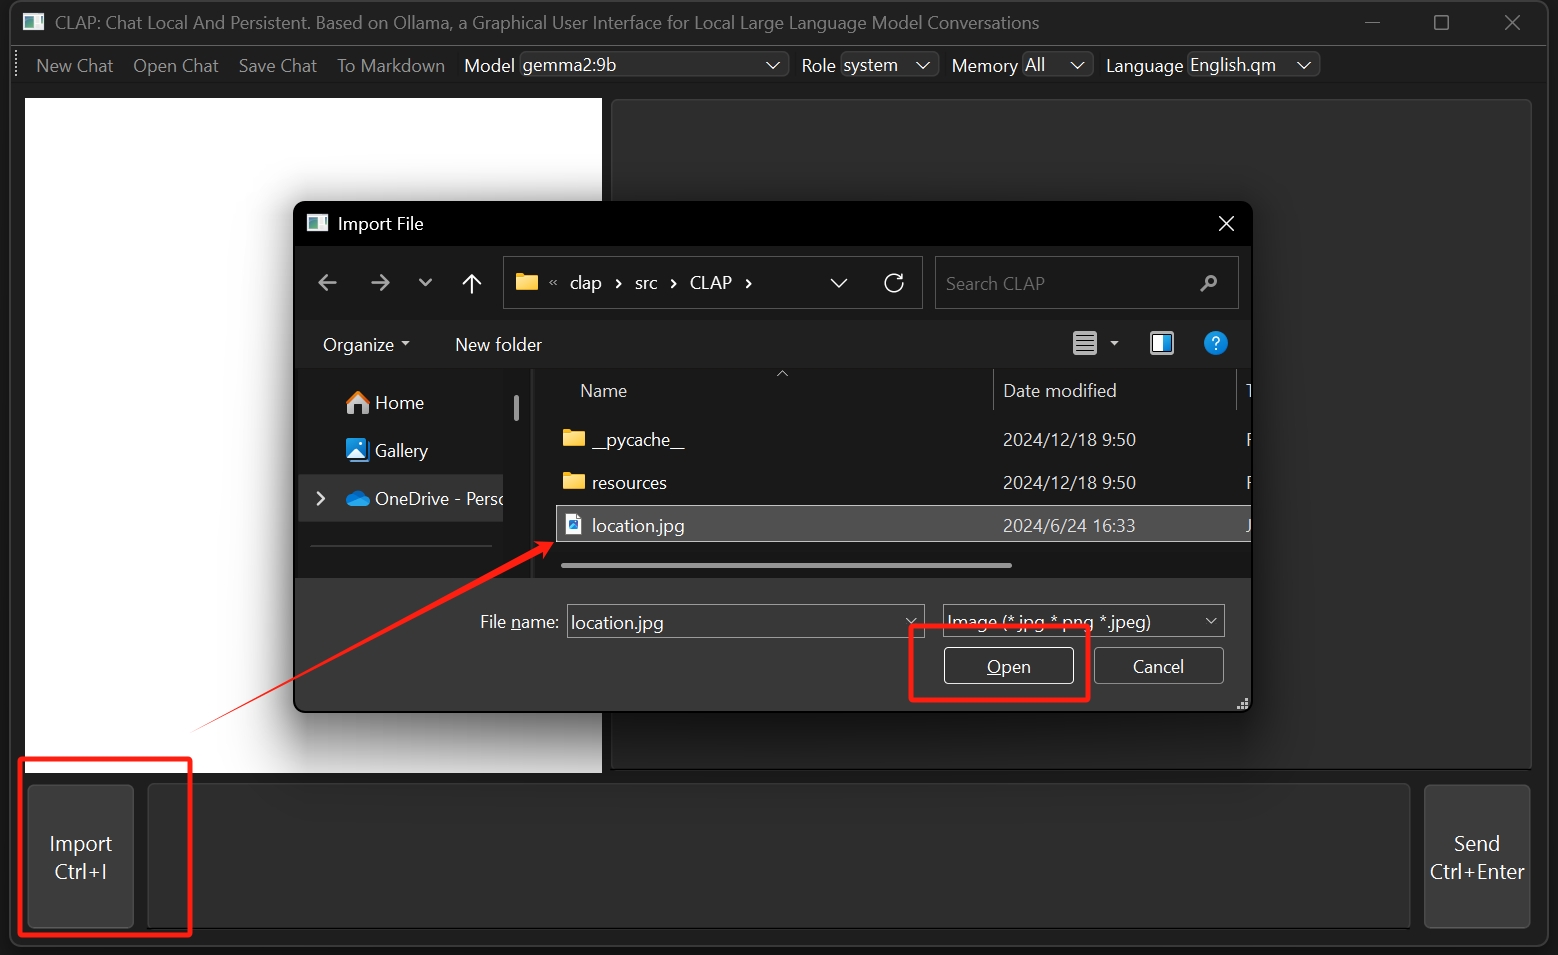 CLAP: Chat Local And Persistent. Based on Ollama, a Graphical User Interface for Local Large Language Model Conversations
New Chat Open Chat Save Chat To Markdown Model gemma2:9b Role system Memory All Language English.qm
Import File
« clap › src › CLAP ›
Search CLAP
Organize
New folder
?
Name Date modified
Home
Gallery
OneDrive - Perso
__pycache__ 2024/12/18 9:50
resources 2024/12/18 9:50
location.jpg 2024/6/24 16:33
File name: location.jpg Image (*.jpg *.png *.jpeg)
Open Cancel
Import
Ctrl+I
Send
Ctrl+Enter